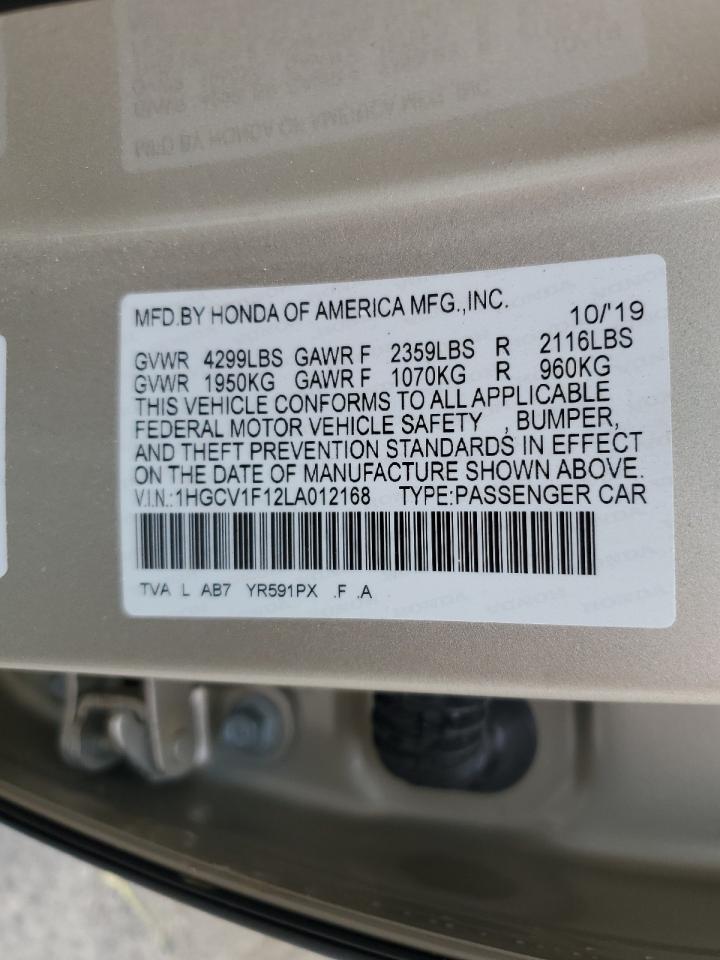 MFD.BY HONDA OF AMERICA MFG.,INC. 10/'19
GVWR 4299LBS GAWR F 2359LBS R 2116LBS
GVWR 1950KG GAWR F 1070KG R 960KG
THIS VEHICLE CONFORMS TO ALL APPLICABLE
FEDERAL MOTOR VEHICLE SAFETY , BUMPER,
AND THEFT PREVENTION STANDARDS IN EFFECT
ON THE DATE OF MANUFACTURE SHOWN ABOVE.
V.I.N.:1HGCV1F12LA012168 TYPE:PASSENGER CAR
TVA L AB7 YR591PX .F .A